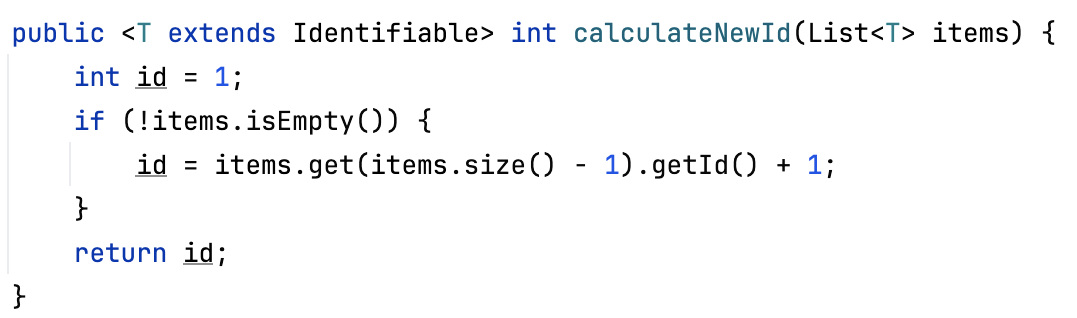 public <T extends Identifiable> int calculateNewId(List<T> items) {
    int id = 1;
    if (!items.isEmpty()) {
        id = items.get(items.size() - 1).getId() + 1;
    }
    return id;
}